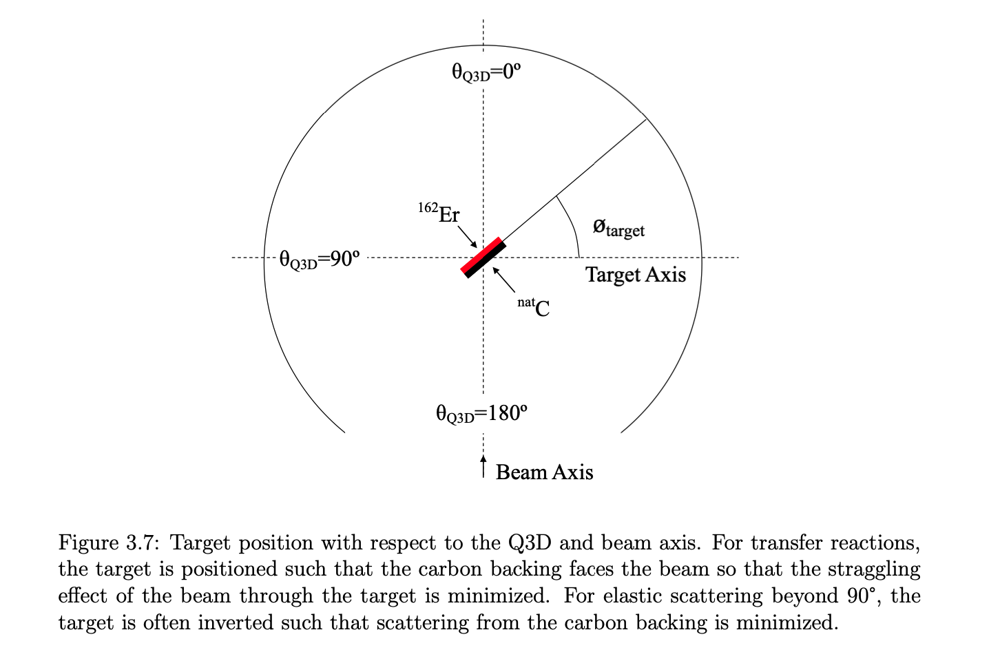 θQ3D=0º
162Er
Øtarget
θQ3D=90º
Target Axis
natC
θQ3D=180º
Beam Axis
Figure 3.7: Target position with respect to the Q3D and beam axis. For transfer reactions,
the target is positioned such that the carbon backing faces the beam so that the straggling
effect of the beam through the target is minimized. For elastic scattering beyond 90°, the
target is often inverted such that scattering from the carbon backing is minimized.